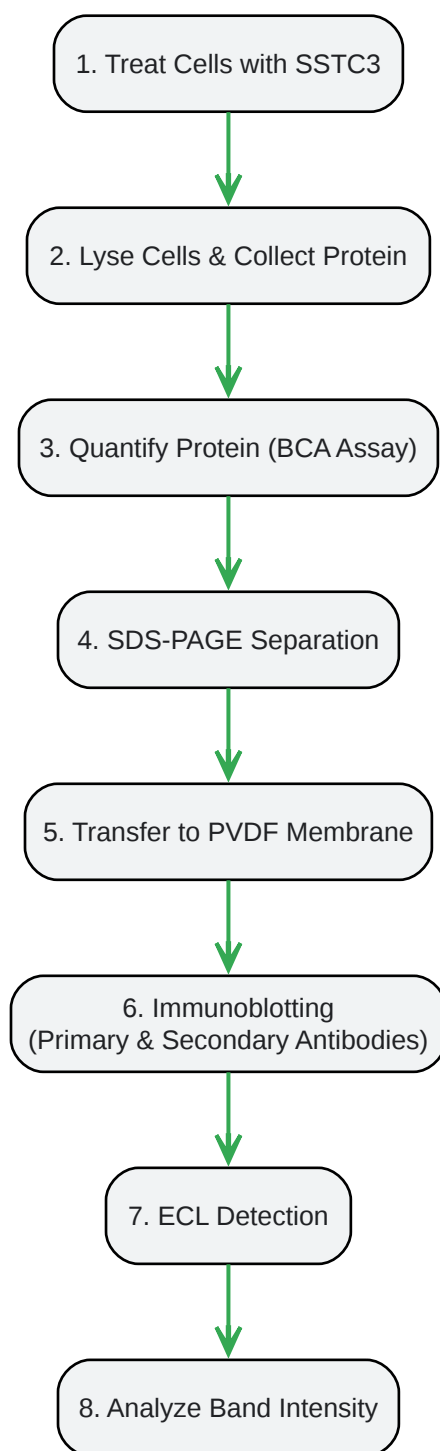 1. Treat Cells with SSTC3
2. Lyse Cells & Collect Protein
3. Quantify Protein (BCA Assay)
4. SDS-PAGE Separation
5. Transfer to PVDF Membrane
6. Immunoblotting
(Primary & Secondary Antibodies)
7. ECL Detection
8. Analyze Band Intensity